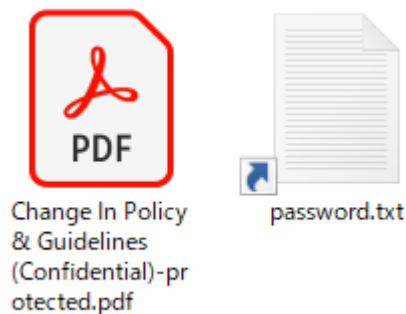 PDF
Change In Policy
& Guidelines
(Confidential)-pr
otected.pdf
password.txt